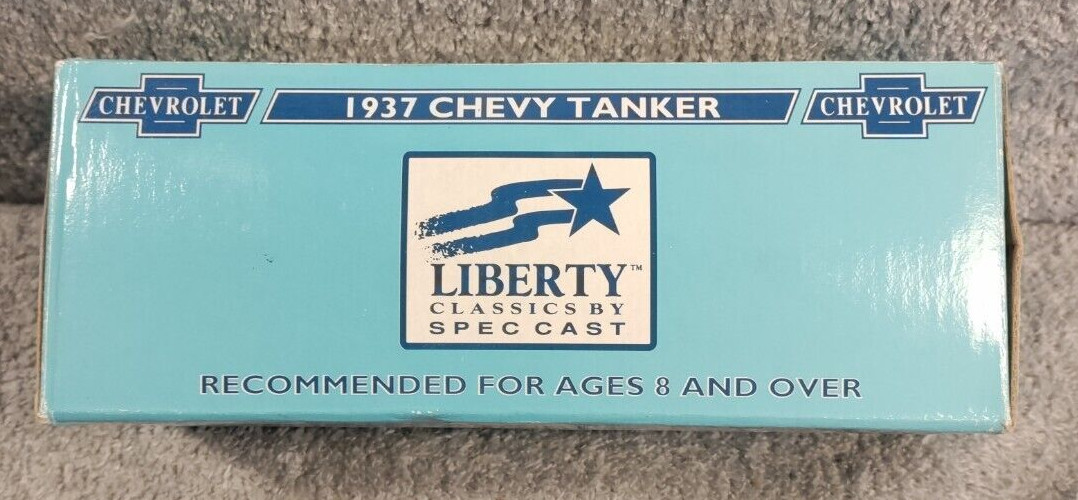 CHEVROLET 1937 CHEVY TANKER CHEVROLET
LIBERTY™
CLASSICS BY
SPEC CAST
RECOMMENDED FOR AGES 8 AND OVER